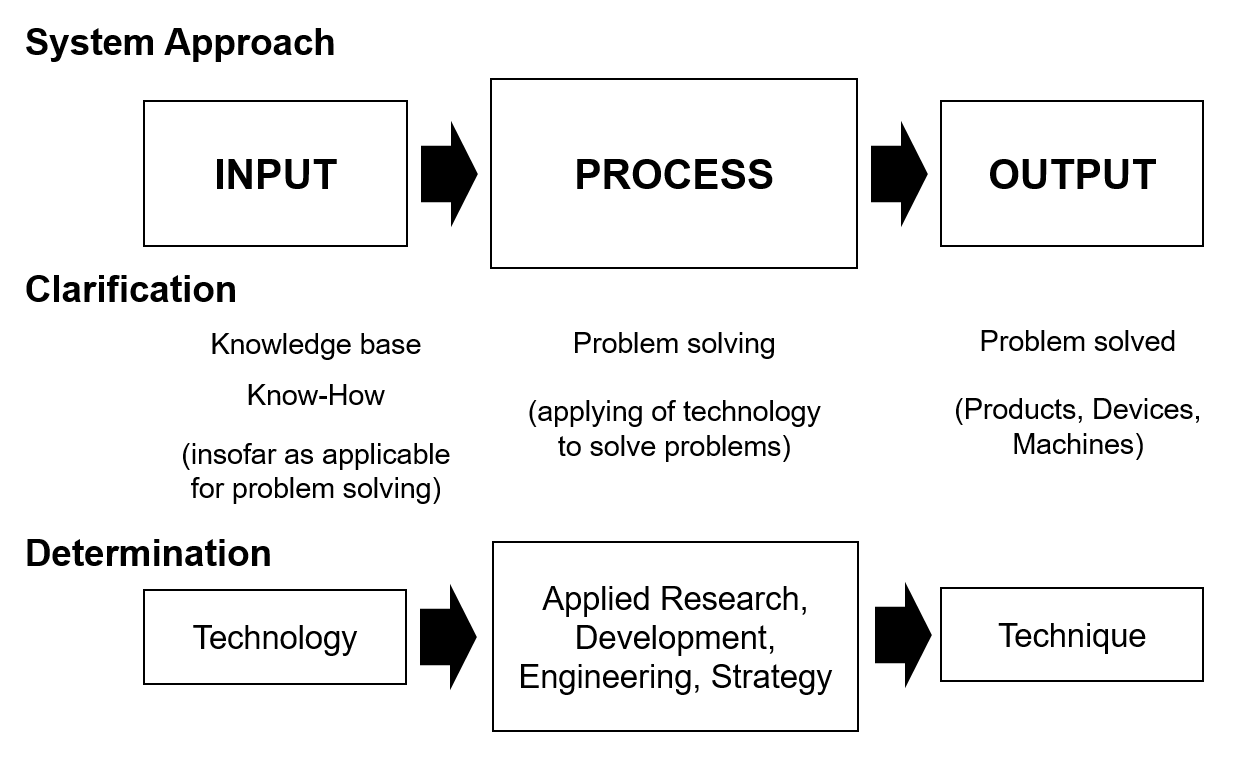 System Approach
INPUT
PROCESS
OUTPUT
Clarification
Knowledge base
Know-How
(insofar as applicable
for problem solving)
Problem solving
(applying of technology
to solve problems)
Problem solved
(Products, Devices,
Machines)
Determination
Technology
Applied Research,
Development,
Engineering, Strategy
Technique